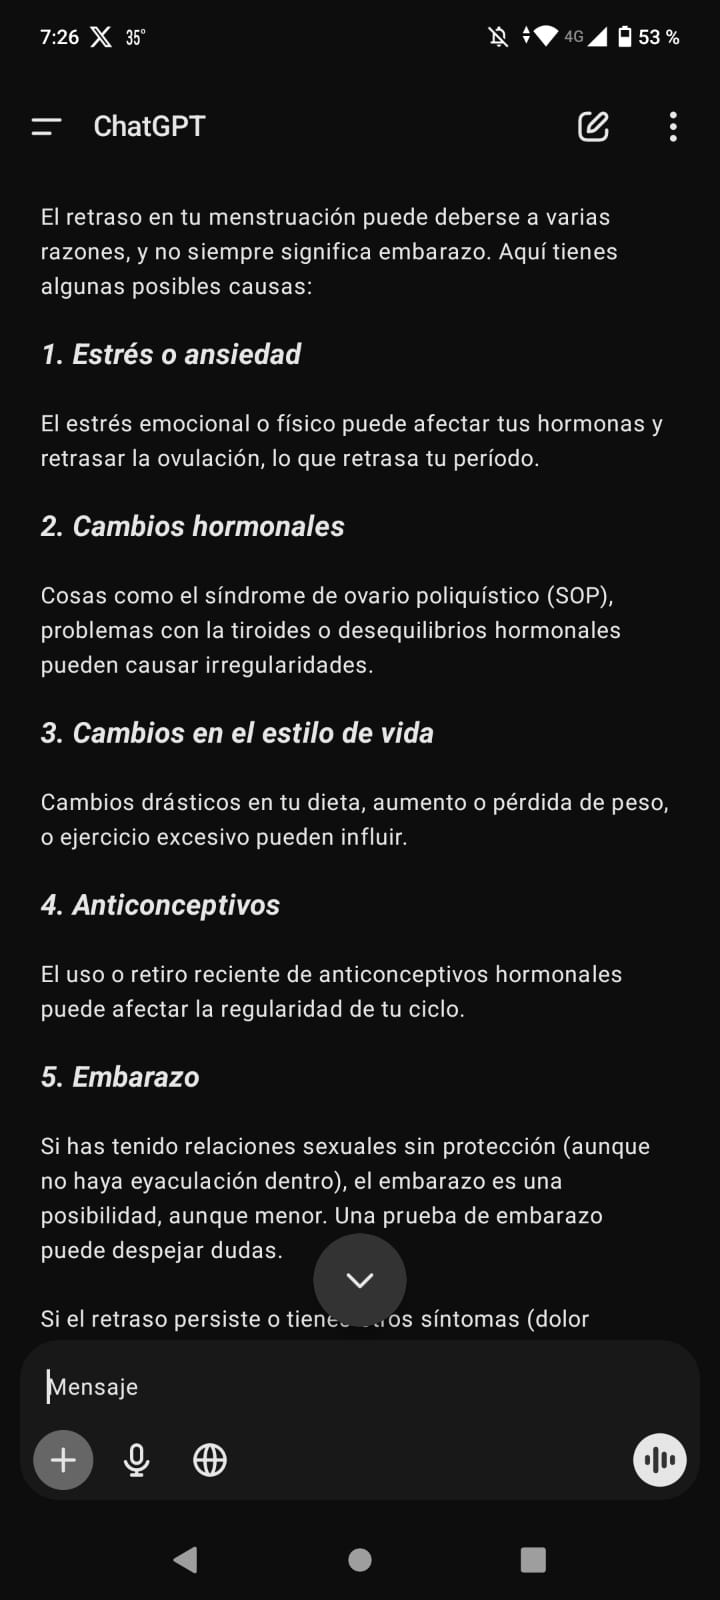 7:26 X 35°
4G 53 %
ChatGPT
El retraso en tu menstruación puede deberse a varias
razones, y no siempre significa embarazo. Aquí tienes
algunas posibles causas:
1. Estrés o ansiedad
El estrés emocional o físico puede afectar tus hormonas y
retrasar la ovulación, lo que retrasa tu período.
2. Cambios hormonales
Cosas como el síndrome de ovario poliquístico (SOP),
problemas con la tiroides o desequilibrios hormonales
pueden causar irregularidades.
3. Cambios en el estilo de vida
Cambios drásticos en tu dieta, aumento o pérdida de peso,
o ejercicio excesivo pueden influir.
4. Anticonceptivos
El uso o retiro reciente de anticonceptivos hormonales
puede afectar la regularidad de tu ciclo.
5. Embarazo
Si has tenido relaciones sexuales sin protección (aunque
no haya eyaculación dentro), el embarazo es una
posibilidad, aunque menor. Una prueba de embarazo
puede despejar dudas.
Si el retraso persiste o tienes otros síntomas (dolor
Mensaje